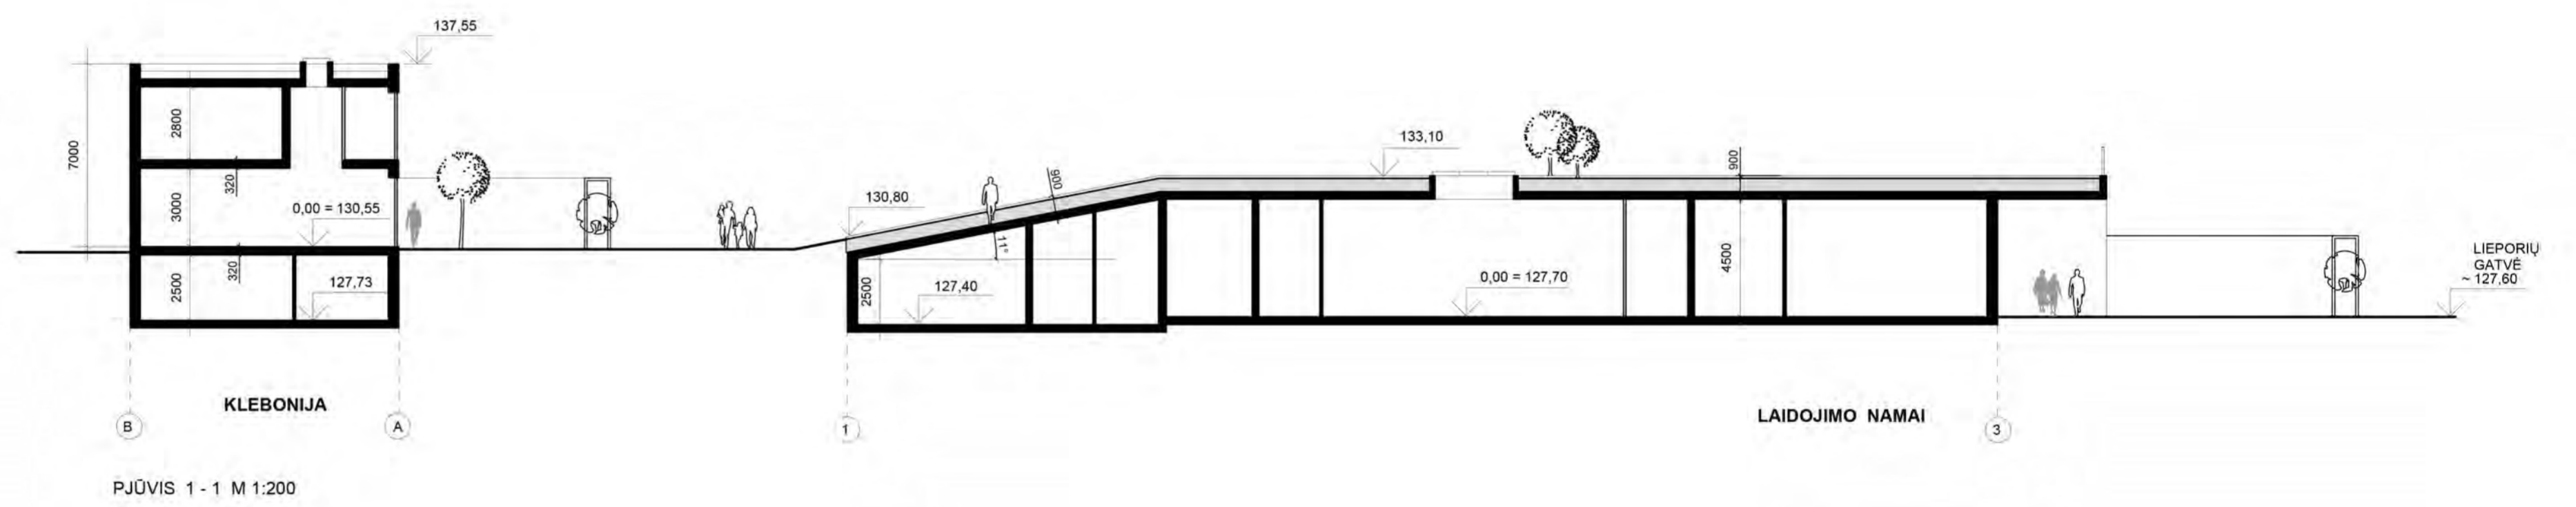 137,55
7000
2800
320
3000
0,00 = 130,55
320
2500
127,73
B
A
KLEBONIJA
130,80
900
11°
2500
127,40
133,10
900
4500
0,00 = 127,70
LIEPORIŲ
GATVĖ
~ 127,60
1
3
LAIDOJIMO NAMAI
PJŪVIS 1 - 1 M 1:200